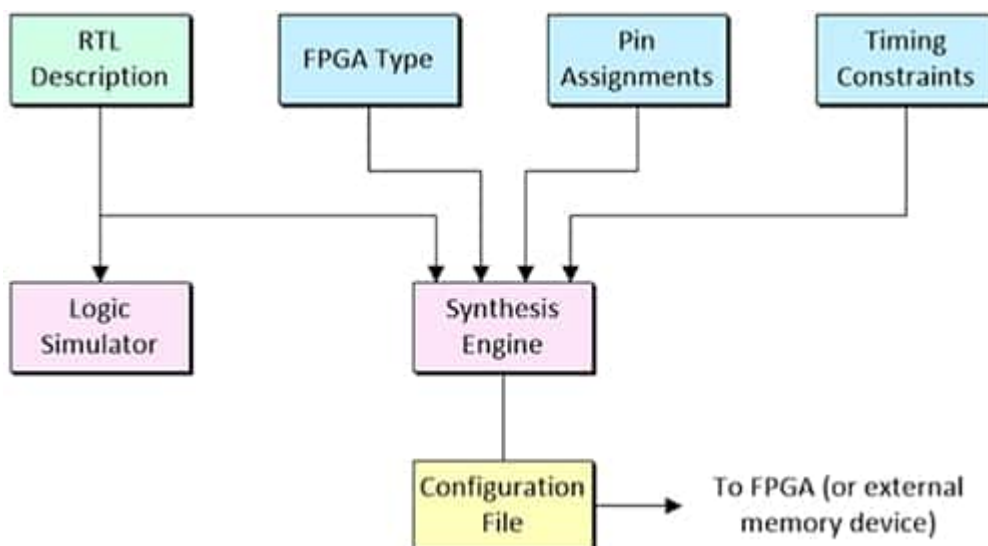 RTL
Description
FPGA Type
Pin
Assignments
Timing
Constraints
Logic
Simulator
Synthesis
Engine
Configuration
File
To FPGA (or external
memory device)